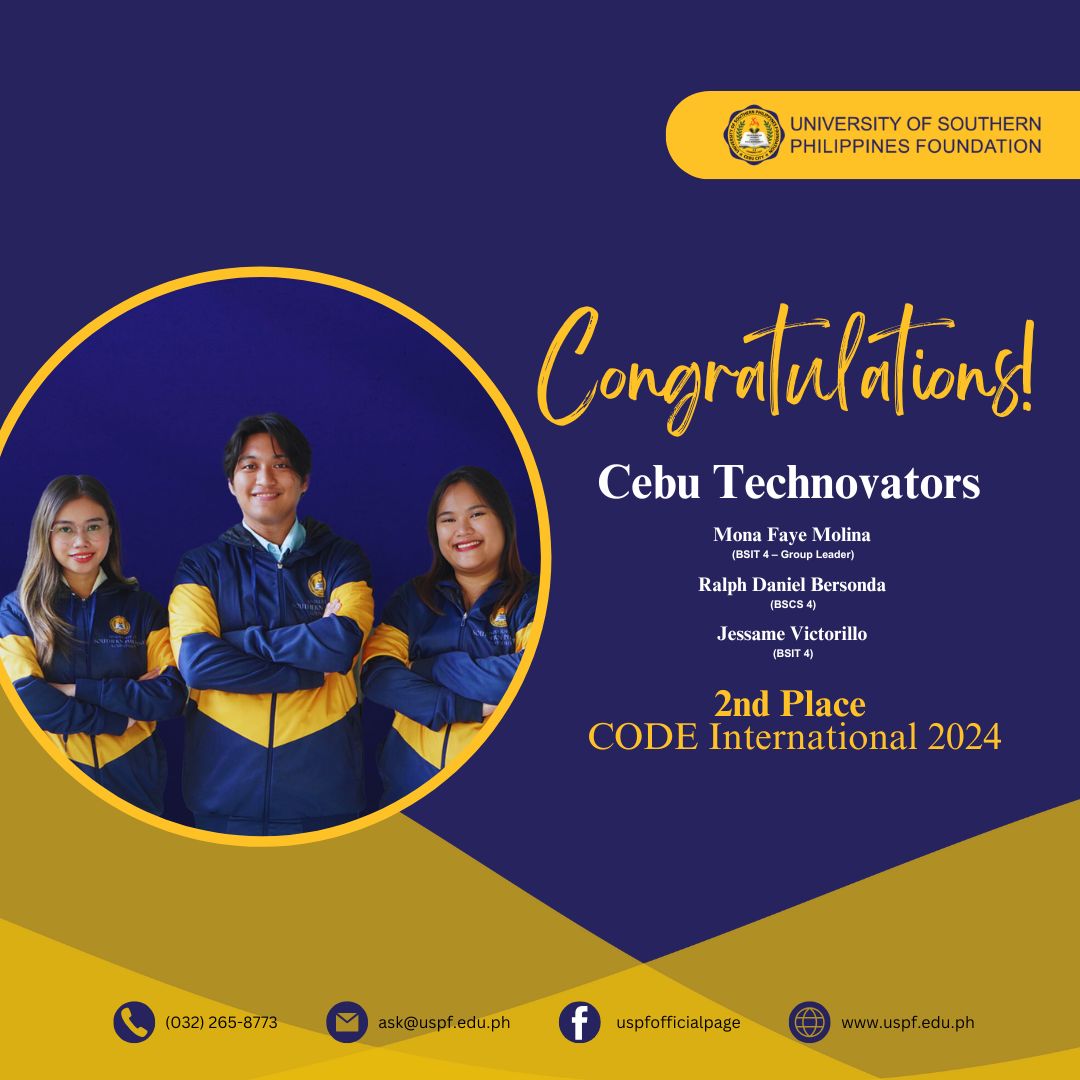 UNIVERSITY OF SOUTHERN
PHILIPPINES FOUNDATION
Congratulations!
Cebu Technovators
Mona Faye Molina
(BSIT 4 – Group Leader)
Ralph Daniel Bersonda
(BSCS 4)
Jessame Victorillo
(BSIT 4)
2nd Place
CODE International 2024
(032) 265-8773
ask@uspf.edu.ph
uspfofficialpage
www.uspf.edu.ph